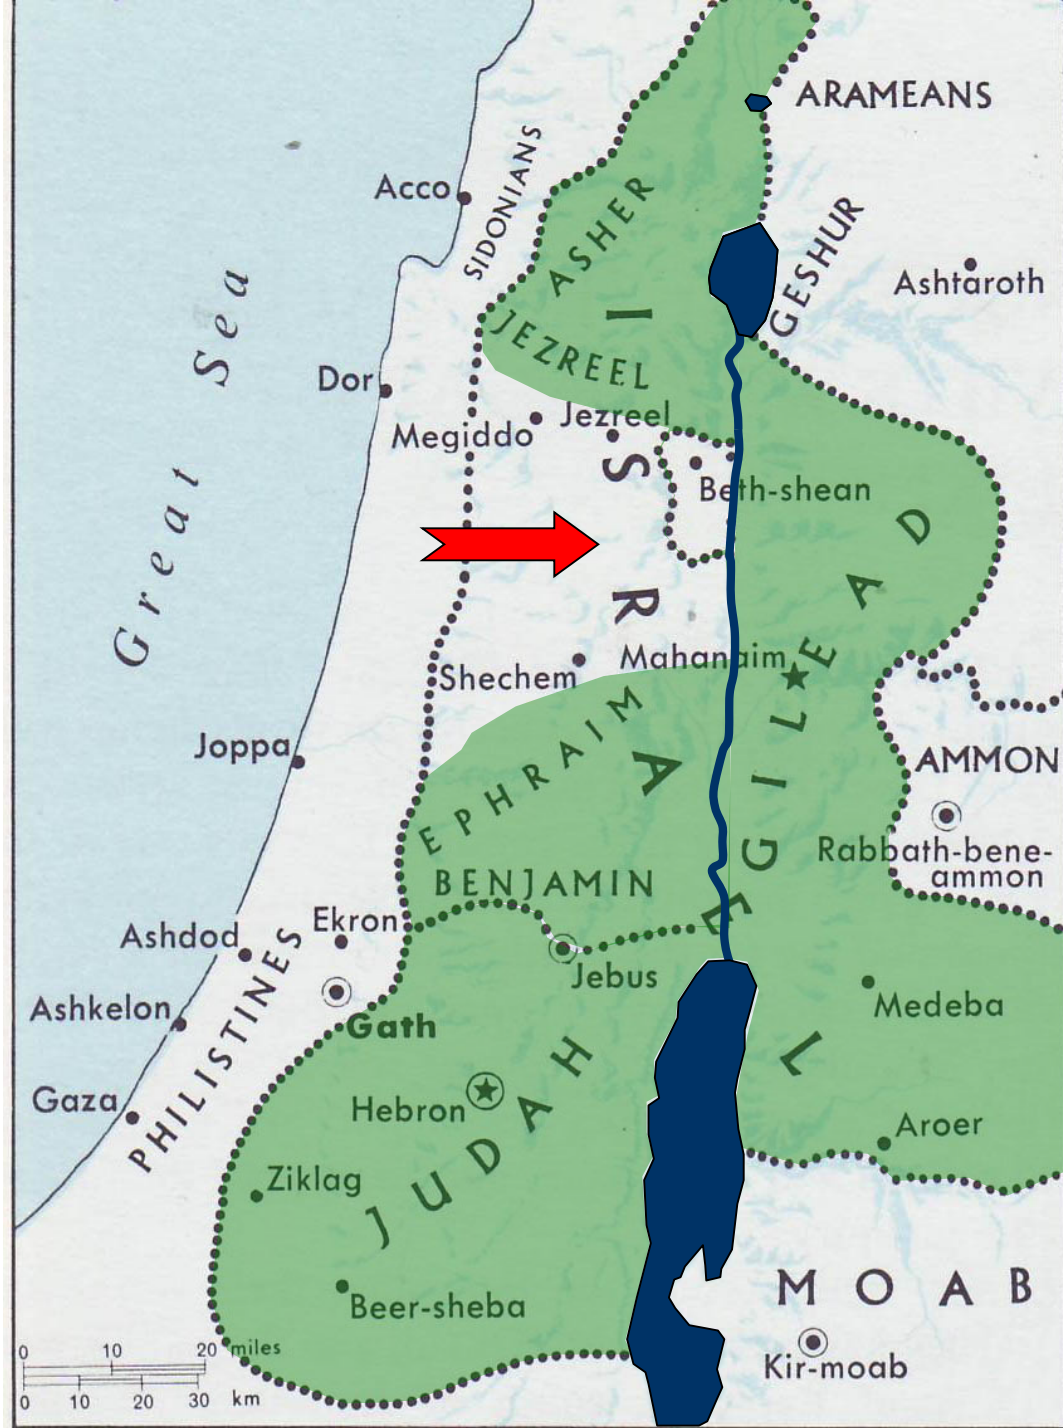 ARAMEANS
SIDONIANS
Acco
ASHER
GESHUR
Ashtaroth
Great Sea
JEZREEL
Dor
Megiddo
Jezreel
Beth-shean
ISRAEL
GILEAD
Shechem
Mahanaim
EPHRAIM
Joppa
AMMON
Rabbath-bene-
ammon
BENJAMIN
Ekron
Ashdod
Jebus
Medeba
Ashkelon
Gath
PHILISTINES
Gaza
Hebron
JUDAH
Aroer
Ziklag
Beer-sheba
MOAB
Kir-moab
0 10 20 miles
0 10 20 30 km